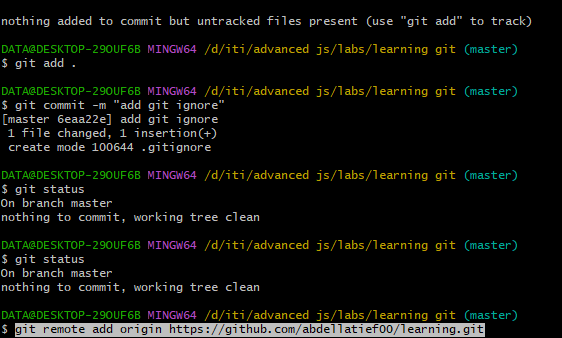 nothing added to commit but untracked files present (use "git add" to track)
DATA@DESKTOP-29OUF6B MINGW64 /d/iti/advanced js/labs/learning git (master)
$ git add .
DATA@DESKTOP-29OUF6B MINGW64 /d/iti/advanced js/labs/learning git (master)
$ git commit -m "add git ignore"
[master 6eaa22e] add git ignore
 1 file changed, 1 insertion(+)
 create mode 100644 .gitignore
DATA@DESKTOP-29OUF6B MINGW64 /d/iti/advanced js/labs/learning git (master)
$ git status
On branch master
nothing to commit, working tree clean
DATA@DESKTOP-29OUF6B MINGW64 /d/iti/advanced js/labs/learning git (master)
$ git status
On branch master
nothing to commit, working tree clean
DATA@DESKTOP-29OUF6B MINGW64 /d/iti/advanced js/labs/learning git (master)
$ git remote add origin https://github.com/abdellatief00/learning.git